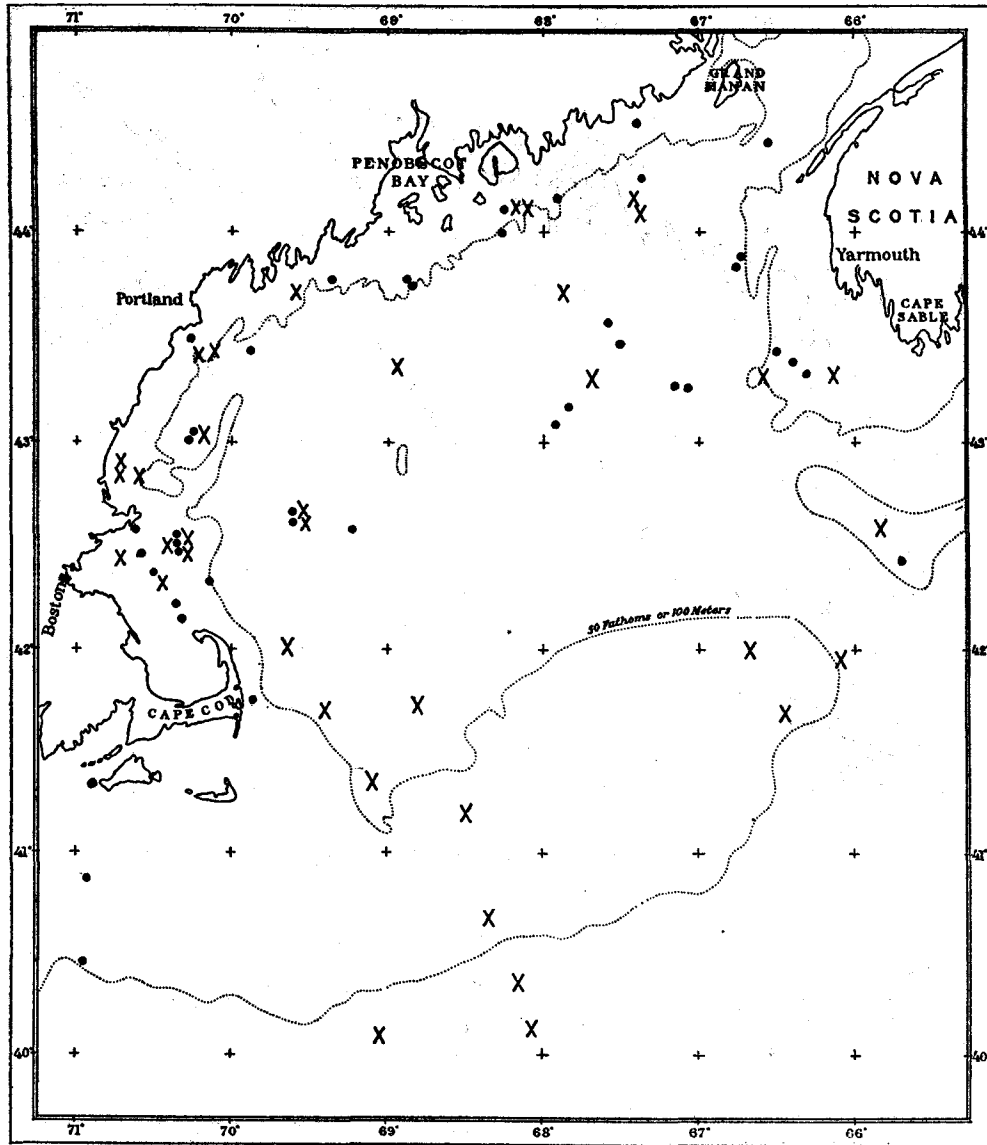 71° 70° 69° 68° 67° 66°
GRAND
MANAN
PENOBSCOT
BAY
NOVA
SCOTIA
44° 44°
Yarmouth
Portland
CAPE
SABLE
43° 43°
Boston
50 Fathoms or 100 Meters
42° 42°
CAPE COD
41° 41°
40° 40°
71° 70° 69° 68° 67° 66°